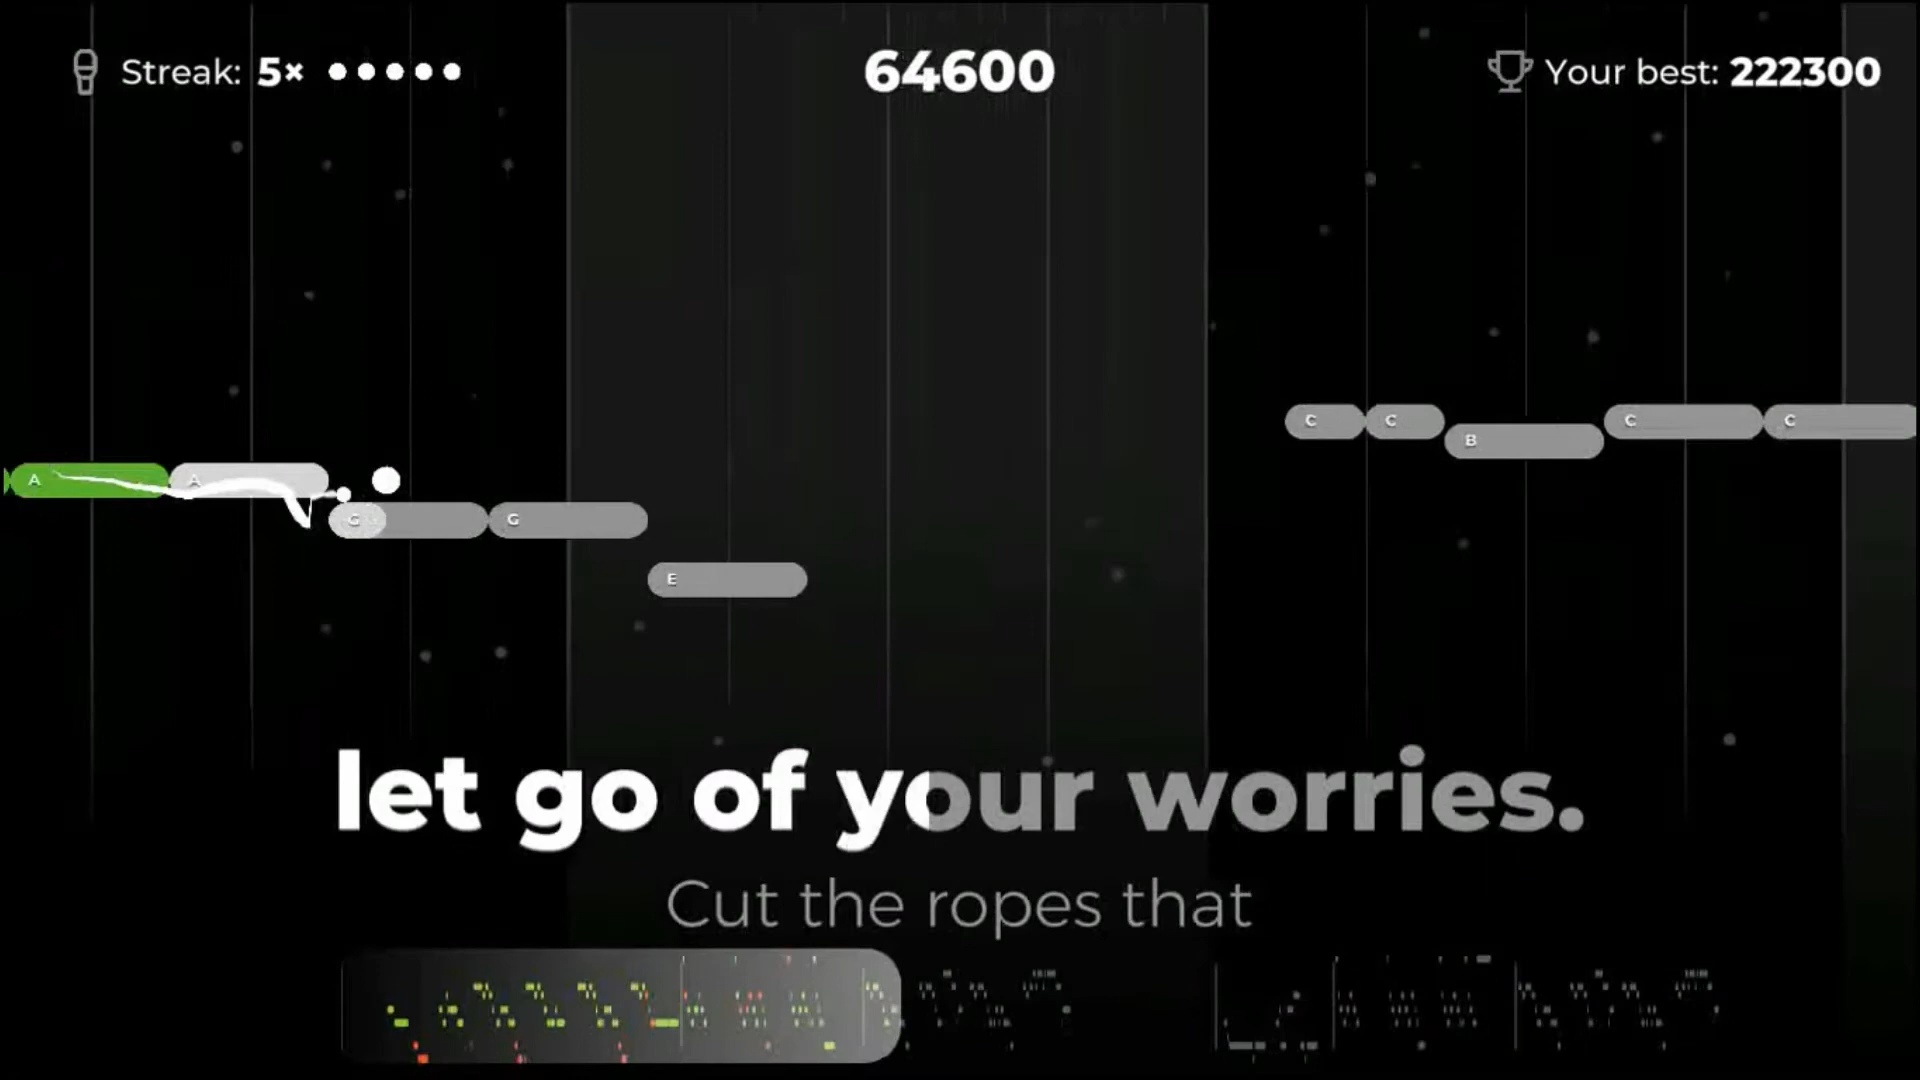 Streak: 5× 64600 Your best: 222300
C C C C
B
A A
G G
E
let go of your worries.
Cut the ropes that